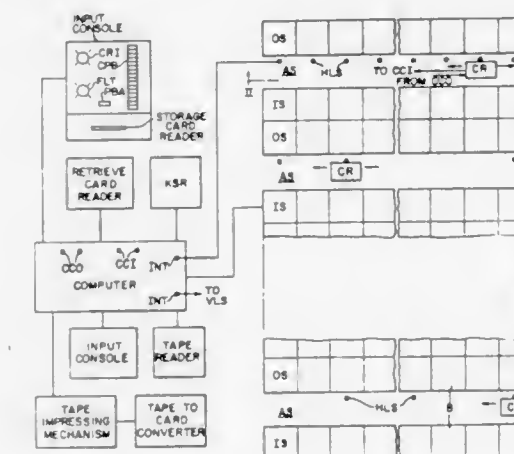 INPUT
CONSOLE
CRI
CPB
FLT
PBA
STORAGE
CARD
READER
RETRIEVE
CARD
READER
KSR
CCO
CCI
INT
COMPUTER
INT
TO
VLS
INPUT
CONSOLE
TAPE
READER
TAPE
IMPRESSING
MECHANISM
TAPE TO
CARD
CONVERTER
OS
AS
HLS
TO CCI
FROM CCO
CR
II
IS
OS
AS
CR
IS
OS
AS
HLS
B
C
IS